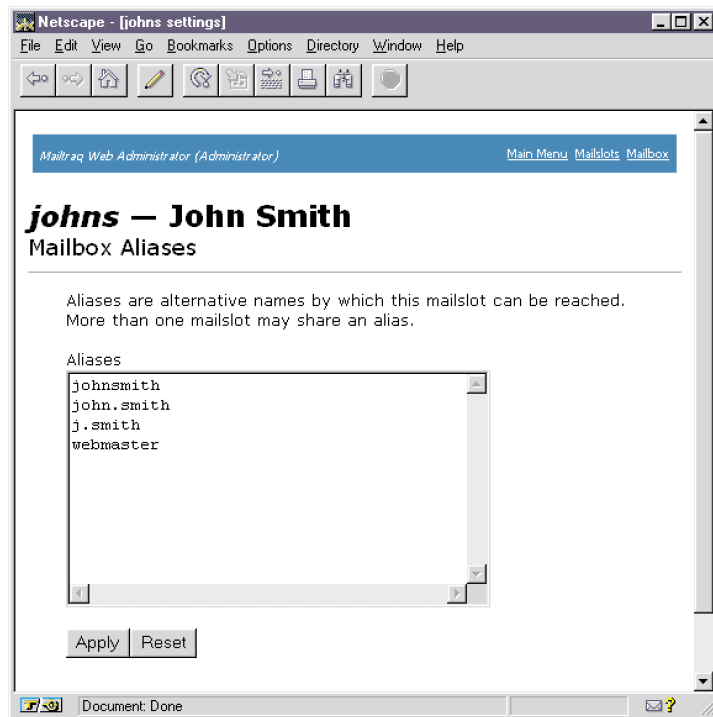 Netscape - [johns settings]
File Edit View Go Bookmarks Options Directory Window Help
Mailtraq Web Administrator (Administrator) Main Menu Mailslots Mailbox
johns — John Smith
Mailbox Aliases
Aliases are alternative names by which this mailslot can be reached.
More than one mailslot may share an alias.
Aliases
johnsmith
john.smith
j.smith
webmaster
Apply Reset
Document: Done